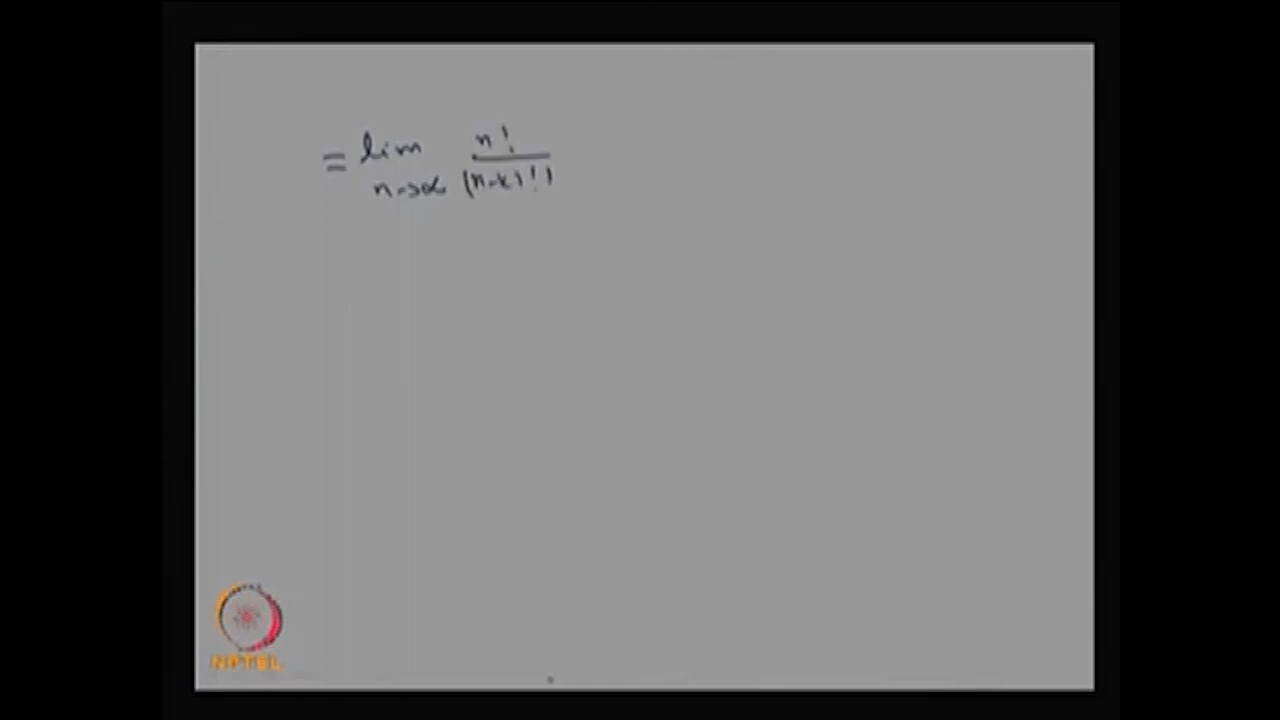 = lim n!
n->∞ (n-k)!)
NPTEL